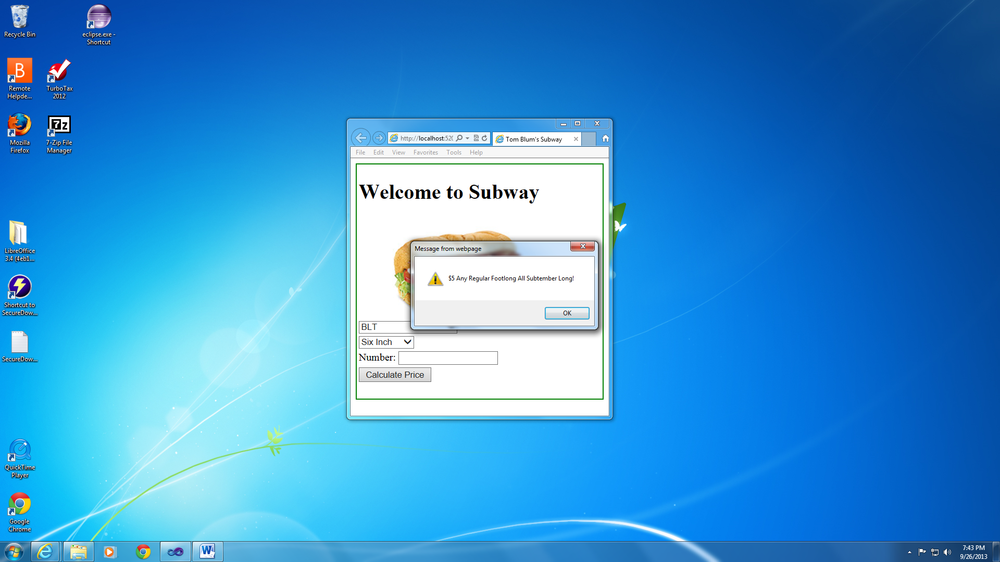 Recycle Bin
eclipse.exe -
Shortcut
B
Remote
Helpde...
TurboTax
2012
Mozilla
Firefox
7z
7-Zip File
Manager
LibreOffice
3.4 (4eb1...
Shortcut to
SecureDow...
SecureDow...
QuickTime
Player
Google
Chrome
http://localhost:520
Tom Blum's Subway
File Edit View Favorites Tools Help
Welcome to Subway
Message from webpage
$5 Any Regular Footlong All Subtember Long!
OK
BLT
Six Inch
Number:
Calculate Price
W
7:43 PM
9/26/2013